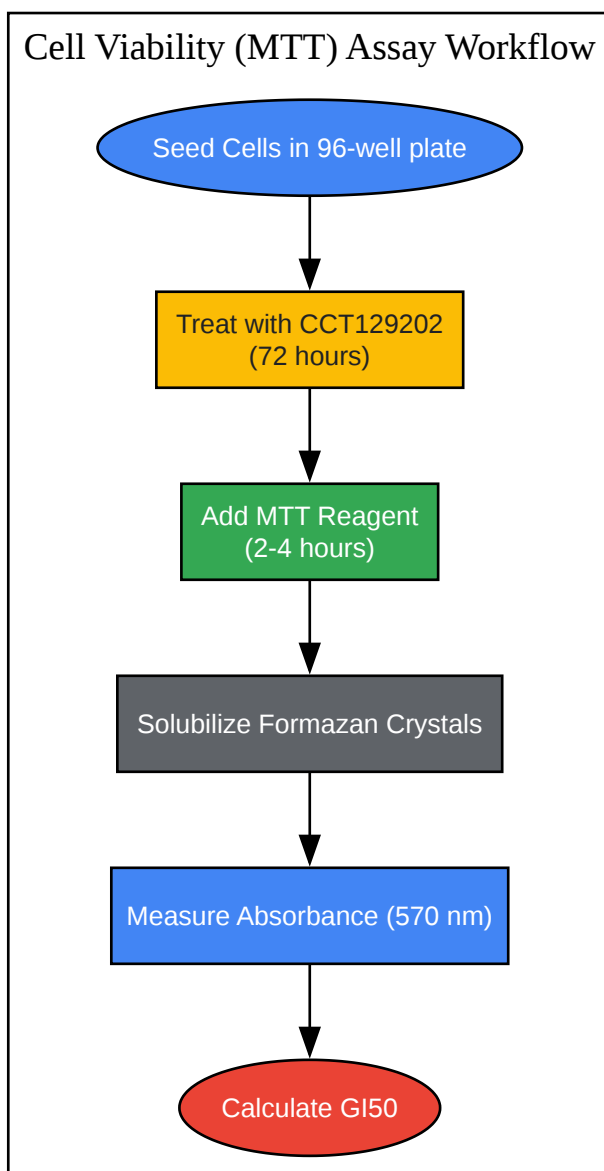 Cell Viability (MTT) Assay Workflow
Seed Cells in 96-well plate
Treat with CCT129202
(72 hours)
Add MTT Reagent
(2-4 hours)
Solubilize Formazan Crystals
Measure Absorbance (570 nm)
Calculate GI50